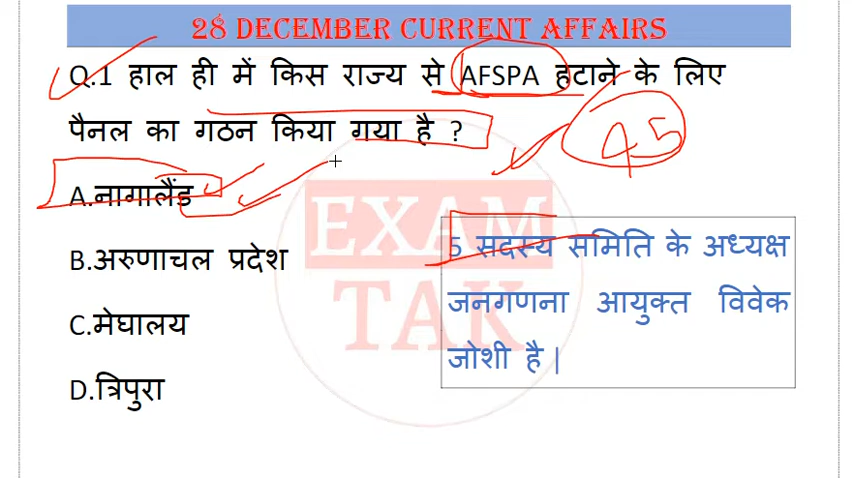 28 DECEMBER CURRENT AFFAIRS
Q.1 हाल ही में किस राज्य से AFSPA हटाने के लिए
पैनल का गठन किया गया है ?
45
A.नागालैंड
B.अरुणाचल प्रदेश
C.मेघालय
D.त्रिपुरा
5 सदस्य समिति के अध्यक्ष
जनगणना आयुक्त विवेक
जोशी है |
EXAM
TAK